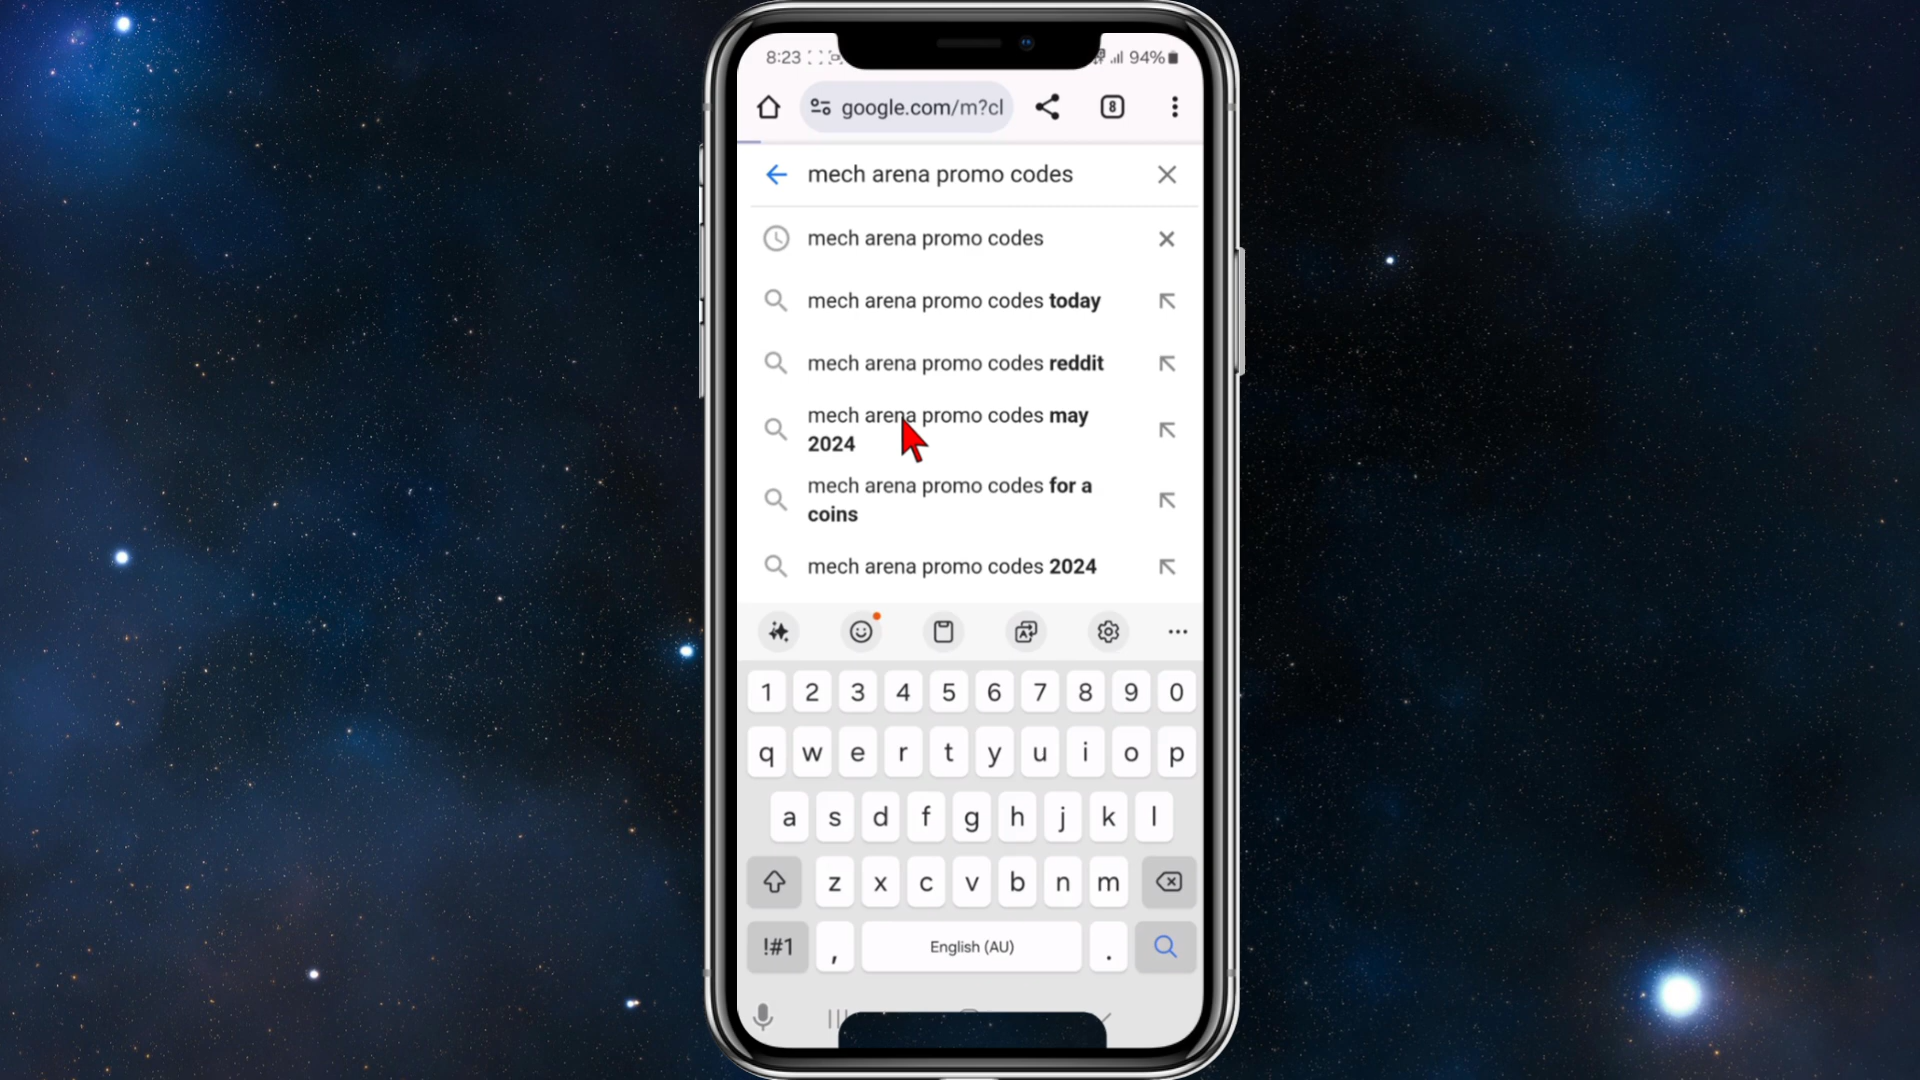 8:23
94%
google.com/m?cl
8
mech arena promo codes
mech arena promo codes
mech arena promo codes today
mech arena promo codes reddit
mech arena promo codes may
2024
mech arena promo codes for a
coins
mech arena promo codes 2024
1 2 3 4 5 6 7 8 9 0
q w e r t y u i o p
a s d f g h j k l
z x c v b n m
!#1 , English (AU) .